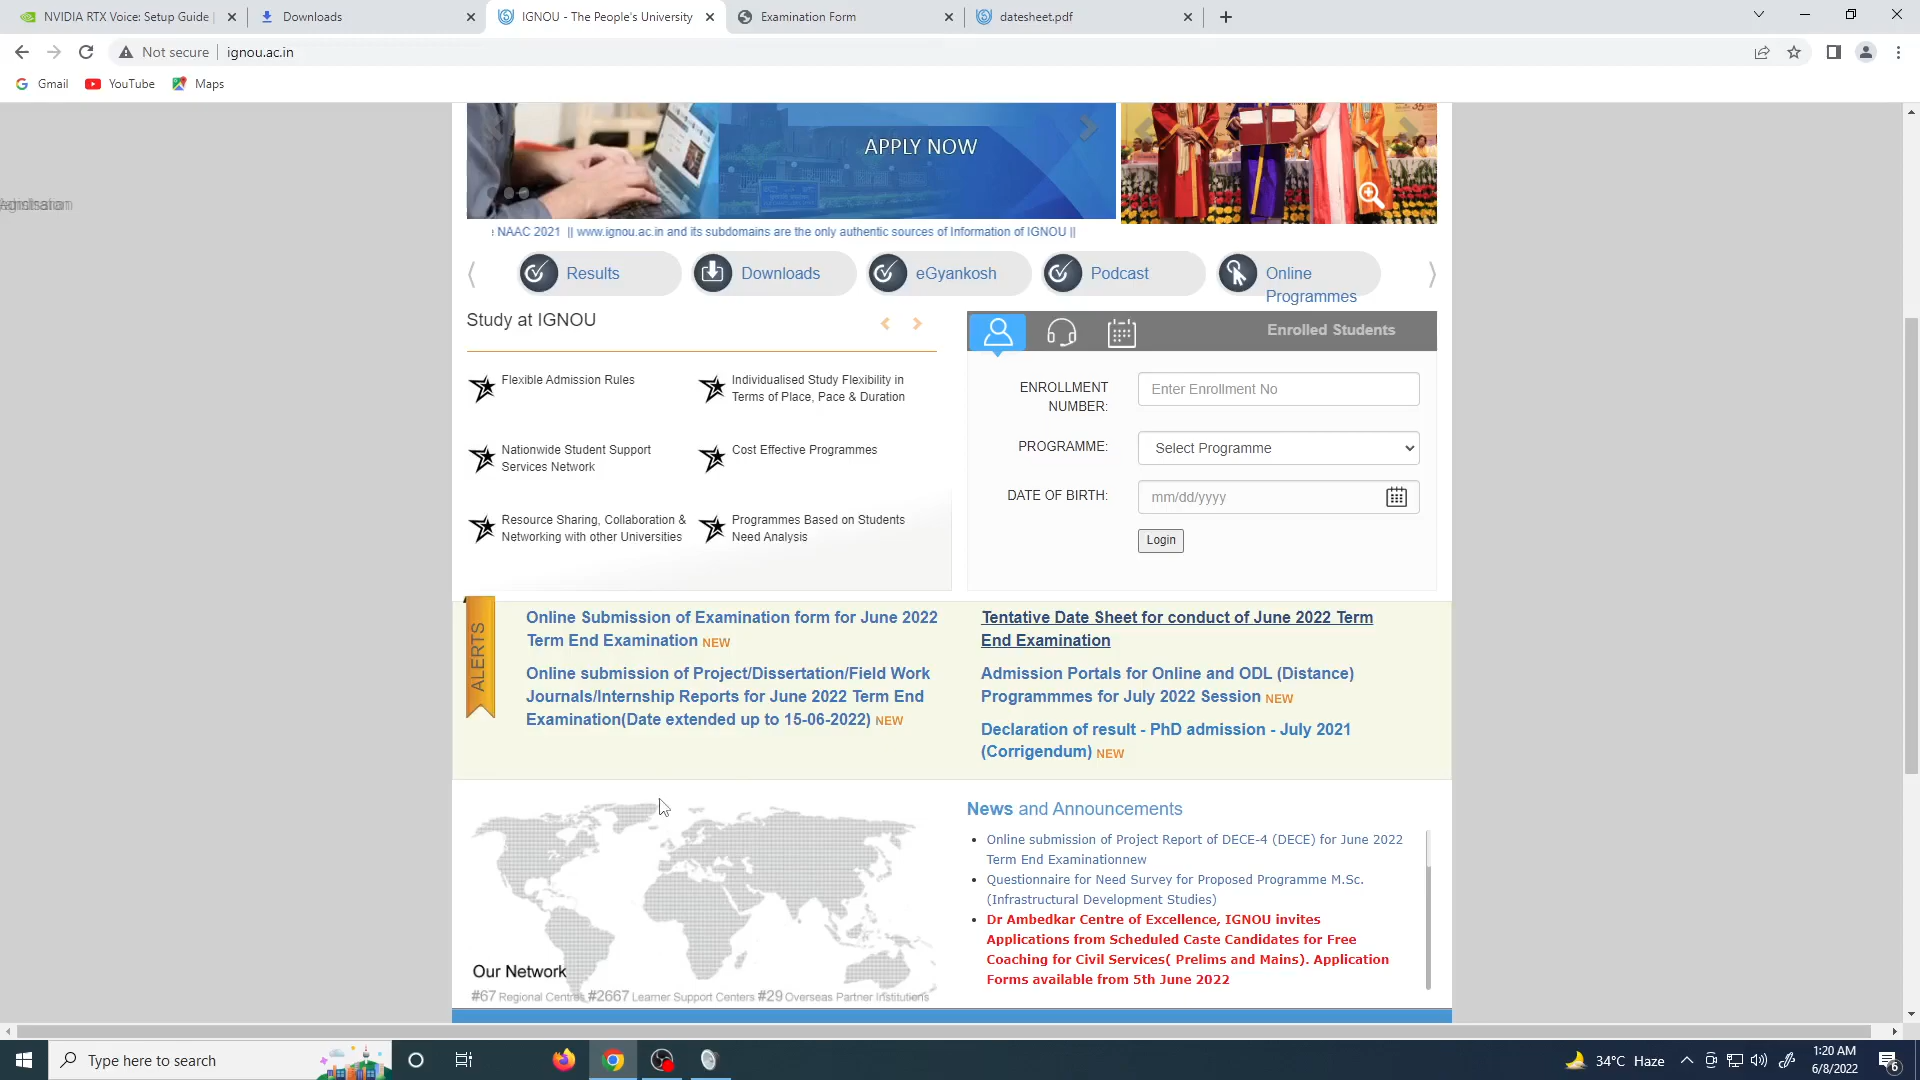 NVIDIA RTX Voice: Setup Guide
Downloads
IGNOU - The People's University
Examination Form
datesheet.pdf
Not secure
ignou.ac.in
Gmail
YouTube
Maps
APPLY NOW
NAAC 2021 || www.ignou.ac.in and its subdomains are the only authentic sources of Information of IGNOU ||
Results
Downloads
eGyankosh
Podcast
Online
Programmes
Study at IGNOU
Flexible Admission Rules
Individualised Study Flexibility in
Terms of Place, Pace & Duration
Nationwide Student Support
Services Network
Cost Effective Programmes
Resource Sharing, Collaboration &
Networking with other Universities
Programmes Based on Students
Need Analysis
Enrolled Students
ENROLLMENT
NUMBER:
Enter Enrollment No
PROGRAMME:
Select Programme
DATE OF BIRTH:
mm/dd/yyyy
Login
ALERTS
Online Submission of Examination form for June 2022
Term End Examination NEW
Online submission of Project/Dissertation/Field Work
Journals/Internship Reports for June 2022 Term End
Examination(Date extended up to 15-06-2022) NEW
Tentative Date Sheet for conduct of June 2022 Term
End Examination
Admission Portals for Online and ODL (Distance)
Programmmes for July 2022 Session NEW
Declaration of result - PhD admission - July 2021
(Corrigendum) NEW
Our Network
#67 Regional Centres #2667 Learner Support Centers #29 Overseas Partner Institutions
News and Announcements
Online submission of Project Report of DECE-4 (DECE) for June 2022
Term End Examinationnew
Questionnaire for Need Survey for Proposed Programme M.Sc.
(Infrastructural Development Studies)
Dr Ambedkar Centre of Excellence, IGNOU invites
Applications from Scheduled Caste Candidates for Free
Coaching for Civil Services( Prelims and Mains). Application
Forms available from 5th June 2022
Type here to search
34°C Haze
1:20 AM
6/8/2022
6